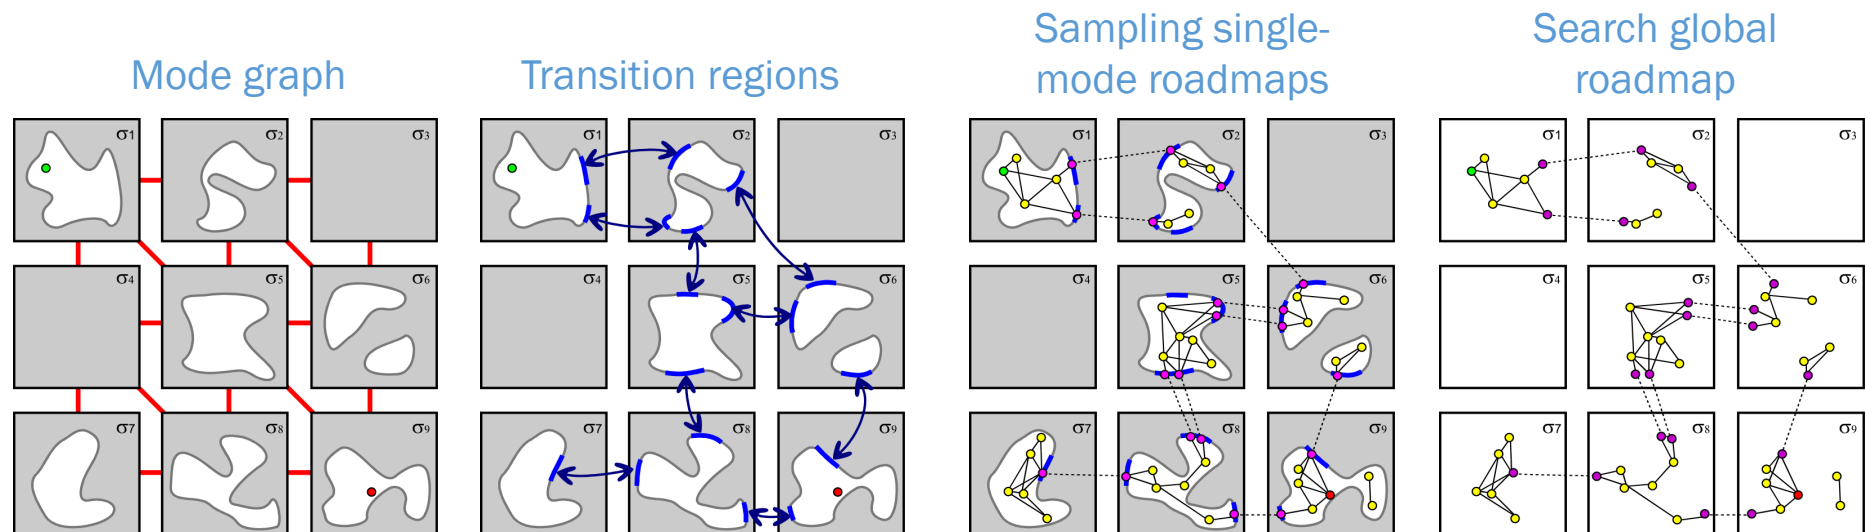 Mode graph
Transition regions
Sampling single-
mode roadmaps
Search global
roadmap
σ1 σ2 σ3
σ4 σ5 σ6
σ7 σ8 σ9
σ1 σ2 σ3
σ4 σ5 σ6
σ7 σ8 σ9
σ1 σ2 σ3
σ4 σ5 σ6
σ7 σ8 σ9
σ1 σ2 σ3
σ4 σ5 σ6
σ7 σ8 σ9